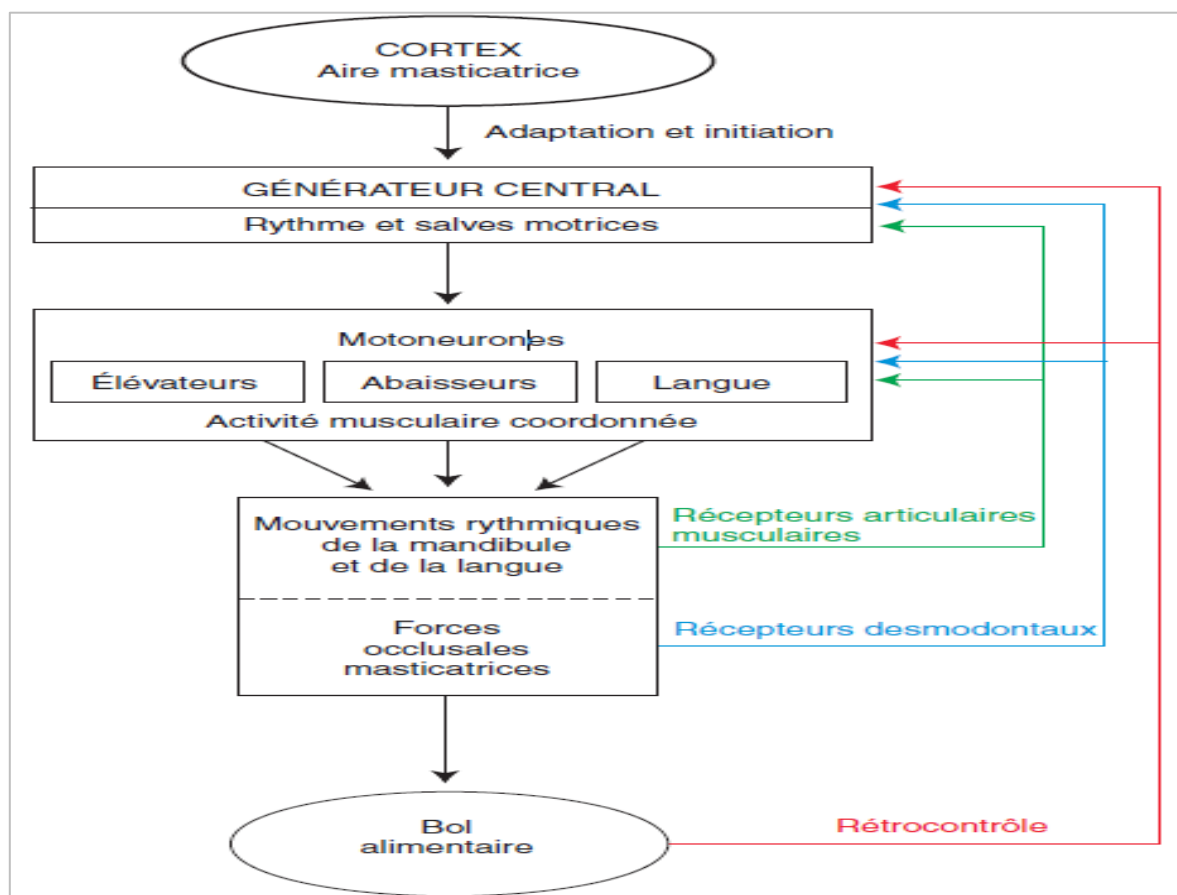 CORTEX
Aire masticatrice
Adaptation et initiation
GÉNÉRATEUR CENTRAL
Rythme et salves motrices
Motoneurones
Élévateurs
Abaisseurs
Langue
Activité musculaire coordonnée
Mouvements rythmiques
de la mandibule
et de la langue
Récepteurs articulaires
musculaires
Forces
occlusales
masticatrices
Récepteurs desmodontaux
Bol
alimentaire
Rétrocontrôle